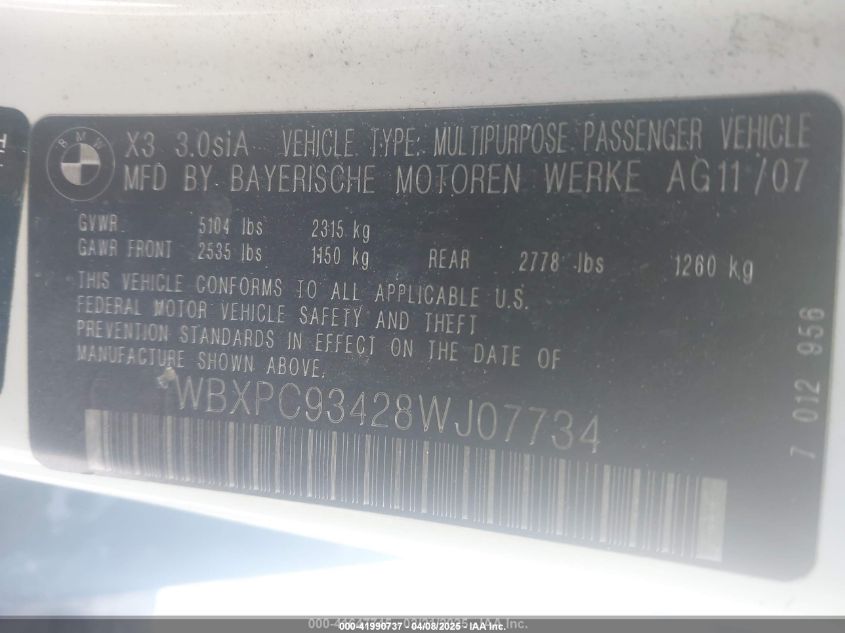 BMW
X3 3.0siA VEHICLE TYPE: MULTIPURPOSE PASSENGER VEHICLE
MFD BY BAYERISCHE MOTOREN WERKE AG 11/07
GVWR 5104 lbs 2315 kg
GAWR FRONT 2535 lbs 1150 kg REAR 2778 lbs 1260 kg
THIS VEHICLE CONFORMS TO ALL APPLICABLE U.S.
FEDERAL MOTOR VEHICLE SAFETY AND THEFT
PREVENTION STANDARDS IN EFFECT ON THE DATE OF
MANUFACTURE SHOWN ABOVE.
WBXPC93428WJ07734
7 012 956
41990737 - 04/08/2025 - IAA Inc.